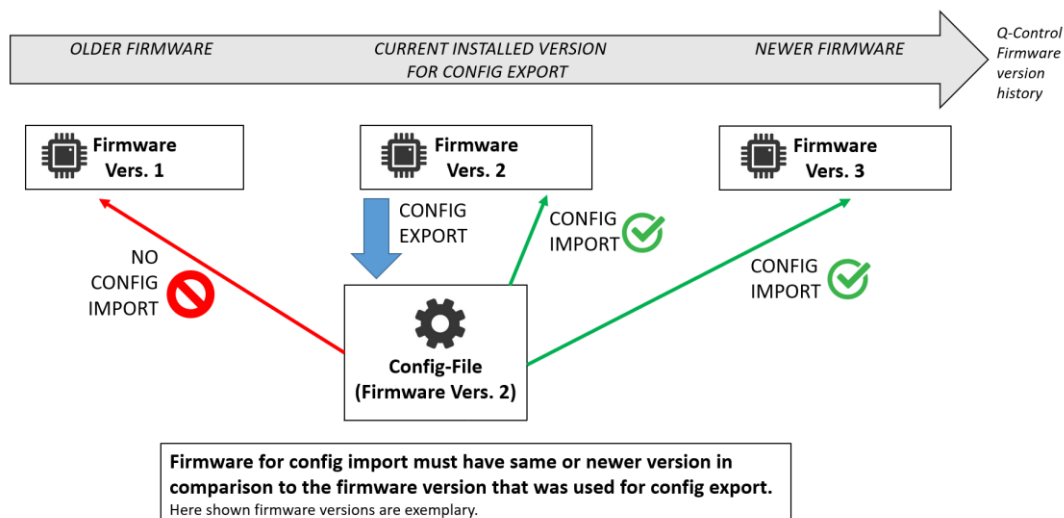 OLDER FIRMWARE
CURRENT INSTALLED VERSION
FOR CONFIG EXPORT
NEWER FIRMWARE
Q-Control
Firmware
version
history
Firmware
Vers. 1
Firmware
Vers. 2
Firmware
Vers. 3
CONFIG
EXPORT
CONFIG
IMPORT
NO
CONFIG
IMPORT
CONFIG
IMPORT
Config-File
(Firmware Vers. 2)
Firmware for config import must have same or newer version in
comparison to the firmware version that was used for config export.
Here shown firmware versions are exemplary.